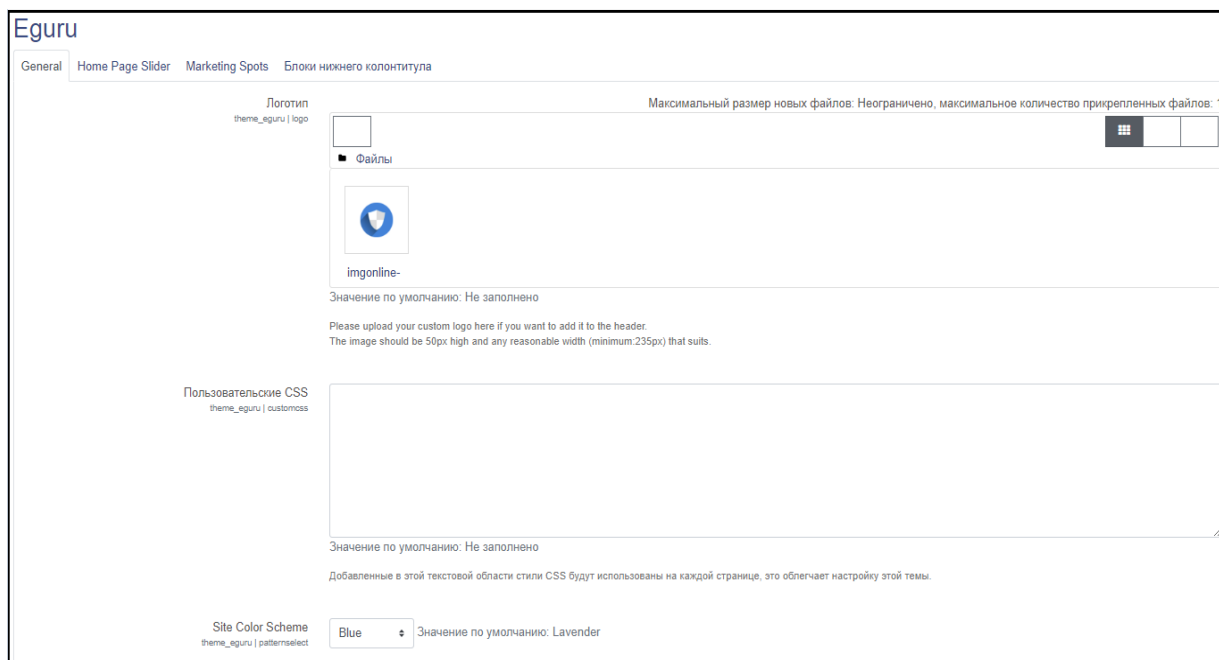 Eguru
General Home Page Slider Marketing Spots Блоки нижнего колонтитула
Логотип
theme_eguru | logo
Максимальный размер новых файлов: Неограничено, максимальное количество прикрепленных файлов:
Файлы
imgonline-
Значение по умолчанию: Не заполнено
Please upload your custom logo here if you want to add it to the header.
The image should be 50px high and any reasonable width (minimum:235px) that suits.
Пользовательские CSS
theme_eguru | customcss
Значение по умолчанию: Не заполнено
Добавленные в этой текстовой области стили CSS будут использованы на каждой странице, это облегчает настройку этой темы.
Site Color Scheme
theme_eguru | patternselect
Blue Значение по умолчанию: Lavender